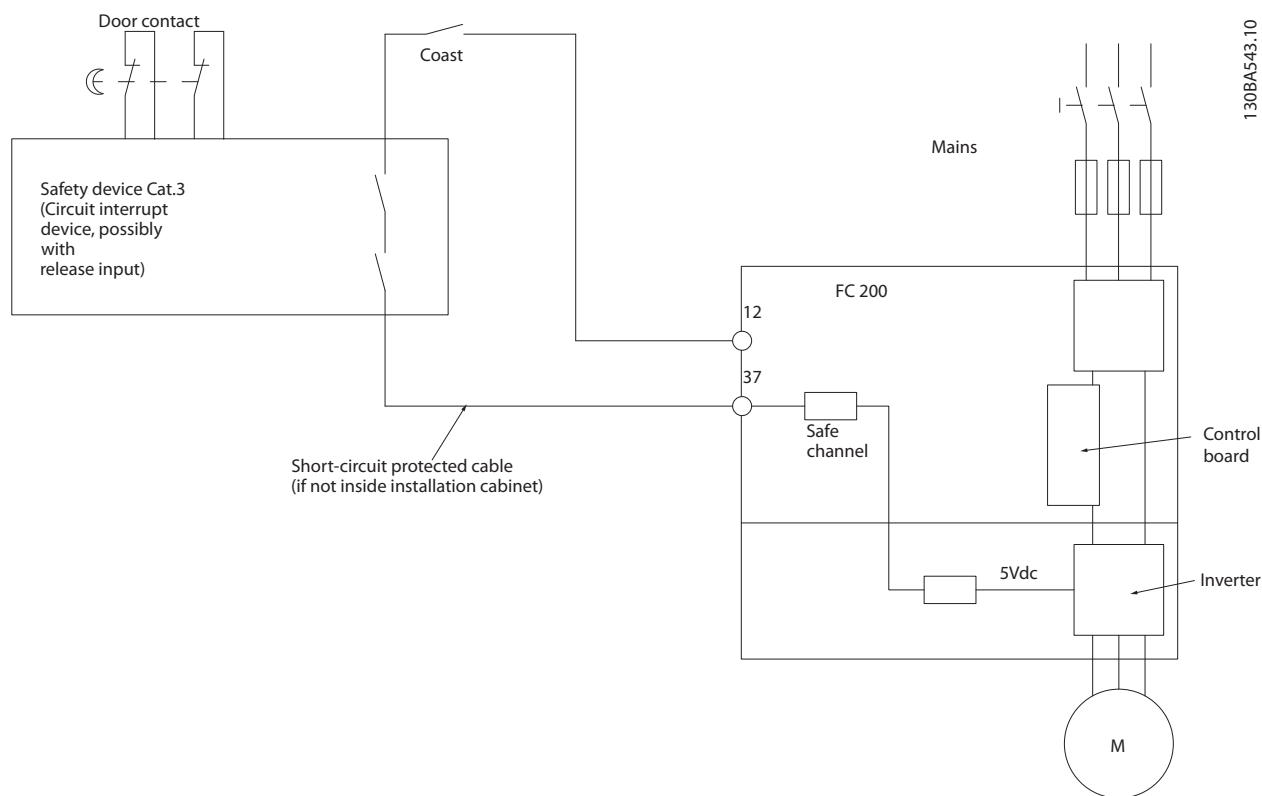 Door contact
Coast
130BA543.10
Mains
Safety device Cat.3
(Circuit interrupt
device, possibly
with
release input)
FC 200
12
37
Safe
channel
Control
board
Short-circuit protected cable
(if not inside installation cabinet)
5Vdc
Inverter
M